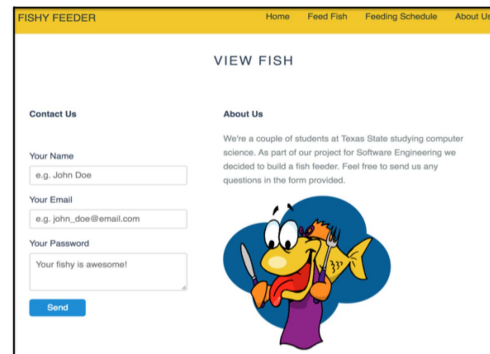 FISHY FEEDER Home Feed Fish Feeding Schedule About Us
VIEW FISH
Contact Us
Your Name
e.g. John Doe
Your Email
e.g. john_doe@email.com
Your Password
Your fishy is awesome!
Send
About Us
We're a couple of students at Texas State studying computer
science. As part of our project for Software Engineering we
decided to build a fish feeder. Feel free to send us any
questions in the form provided.